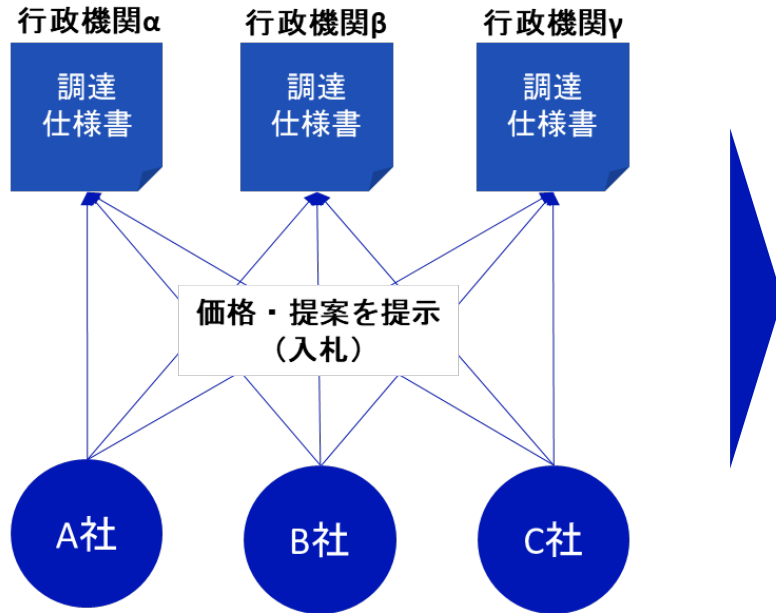 行政機関α
行政機関β
行政機関γ
調達
仕様書
調達
仕様書
調達
仕様書
価格・提案を提示
（入札）
A社
B社
C社